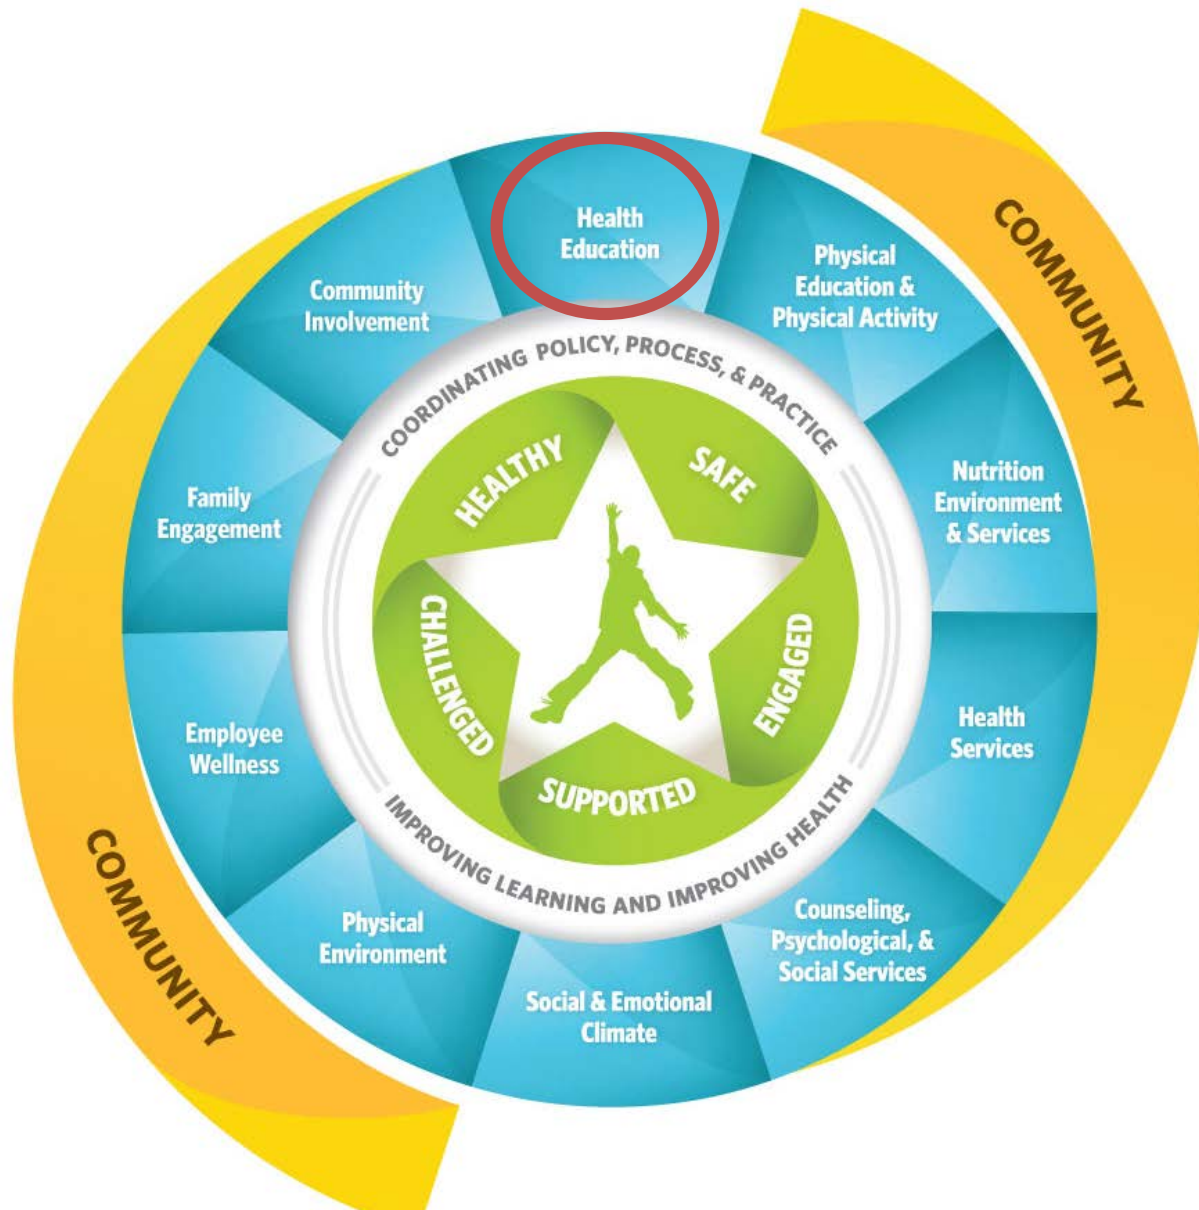 COMMUNITY
Health
Education
Physical
Education &
Physical Activity
Nutrition
Environment
& Services
Health
Services
Counseling,
Psychological, &
Social Services
Social & Emotional
Climate
Physical
Environment
Employee
Wellness
Family
Engagement
Community
Involvement
COORDINATING POLICY, PROCESS, & PRACTICE
IMPROVING LEARNING AND IMPROVING HEALTH
HEALTHY
SAFE
ENGAGED
SUPPORTED
CHALLENGED
COMMUNITY